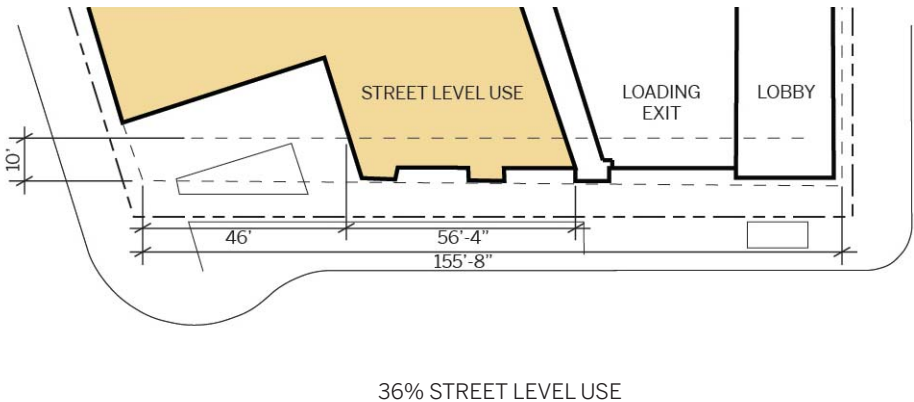 STREET LEVEL USE
LOADING
EXIT
LOBBY
10'
46'
56'-4"
155'-8"
36% STREET LEVEL USE